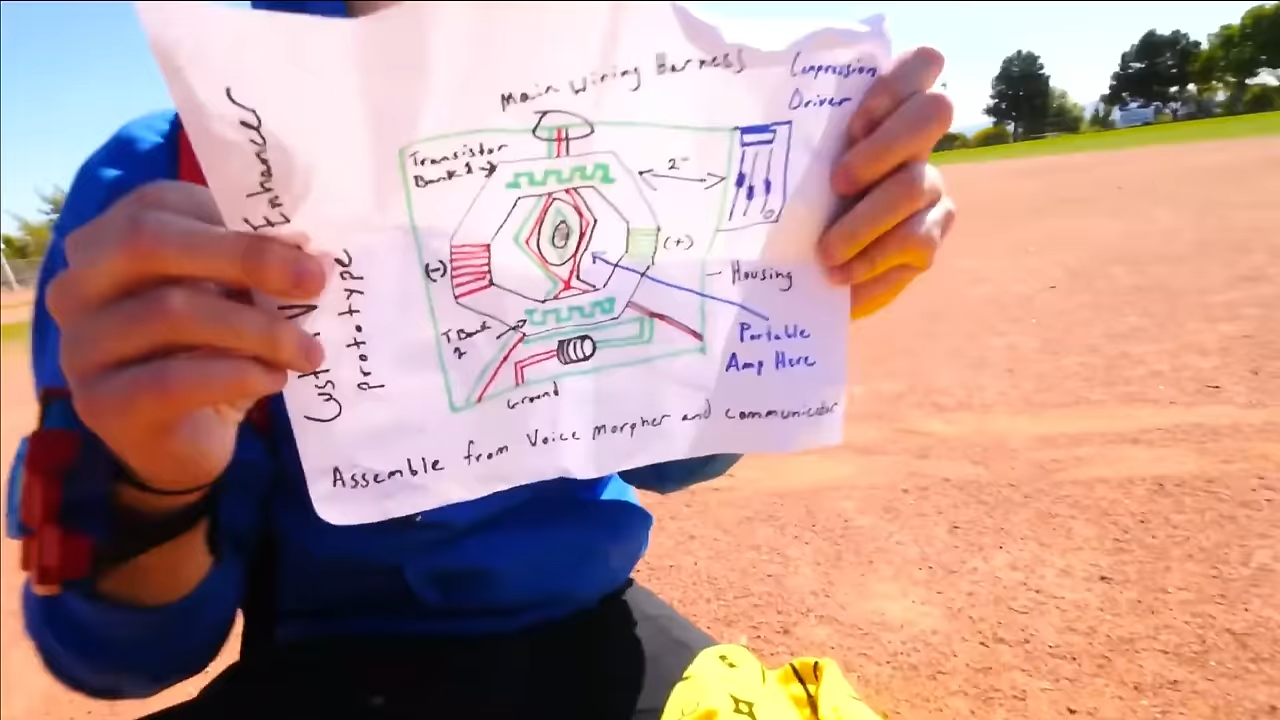 Main Wiring Harness
Compression
Driver
Transistor
Bank 1
2"
(-)
(+)
Housing
T. Bank
2
Portable
Amp Here
Ground
Assemble from Voice Morpher and communicator
Enhancer
prototype